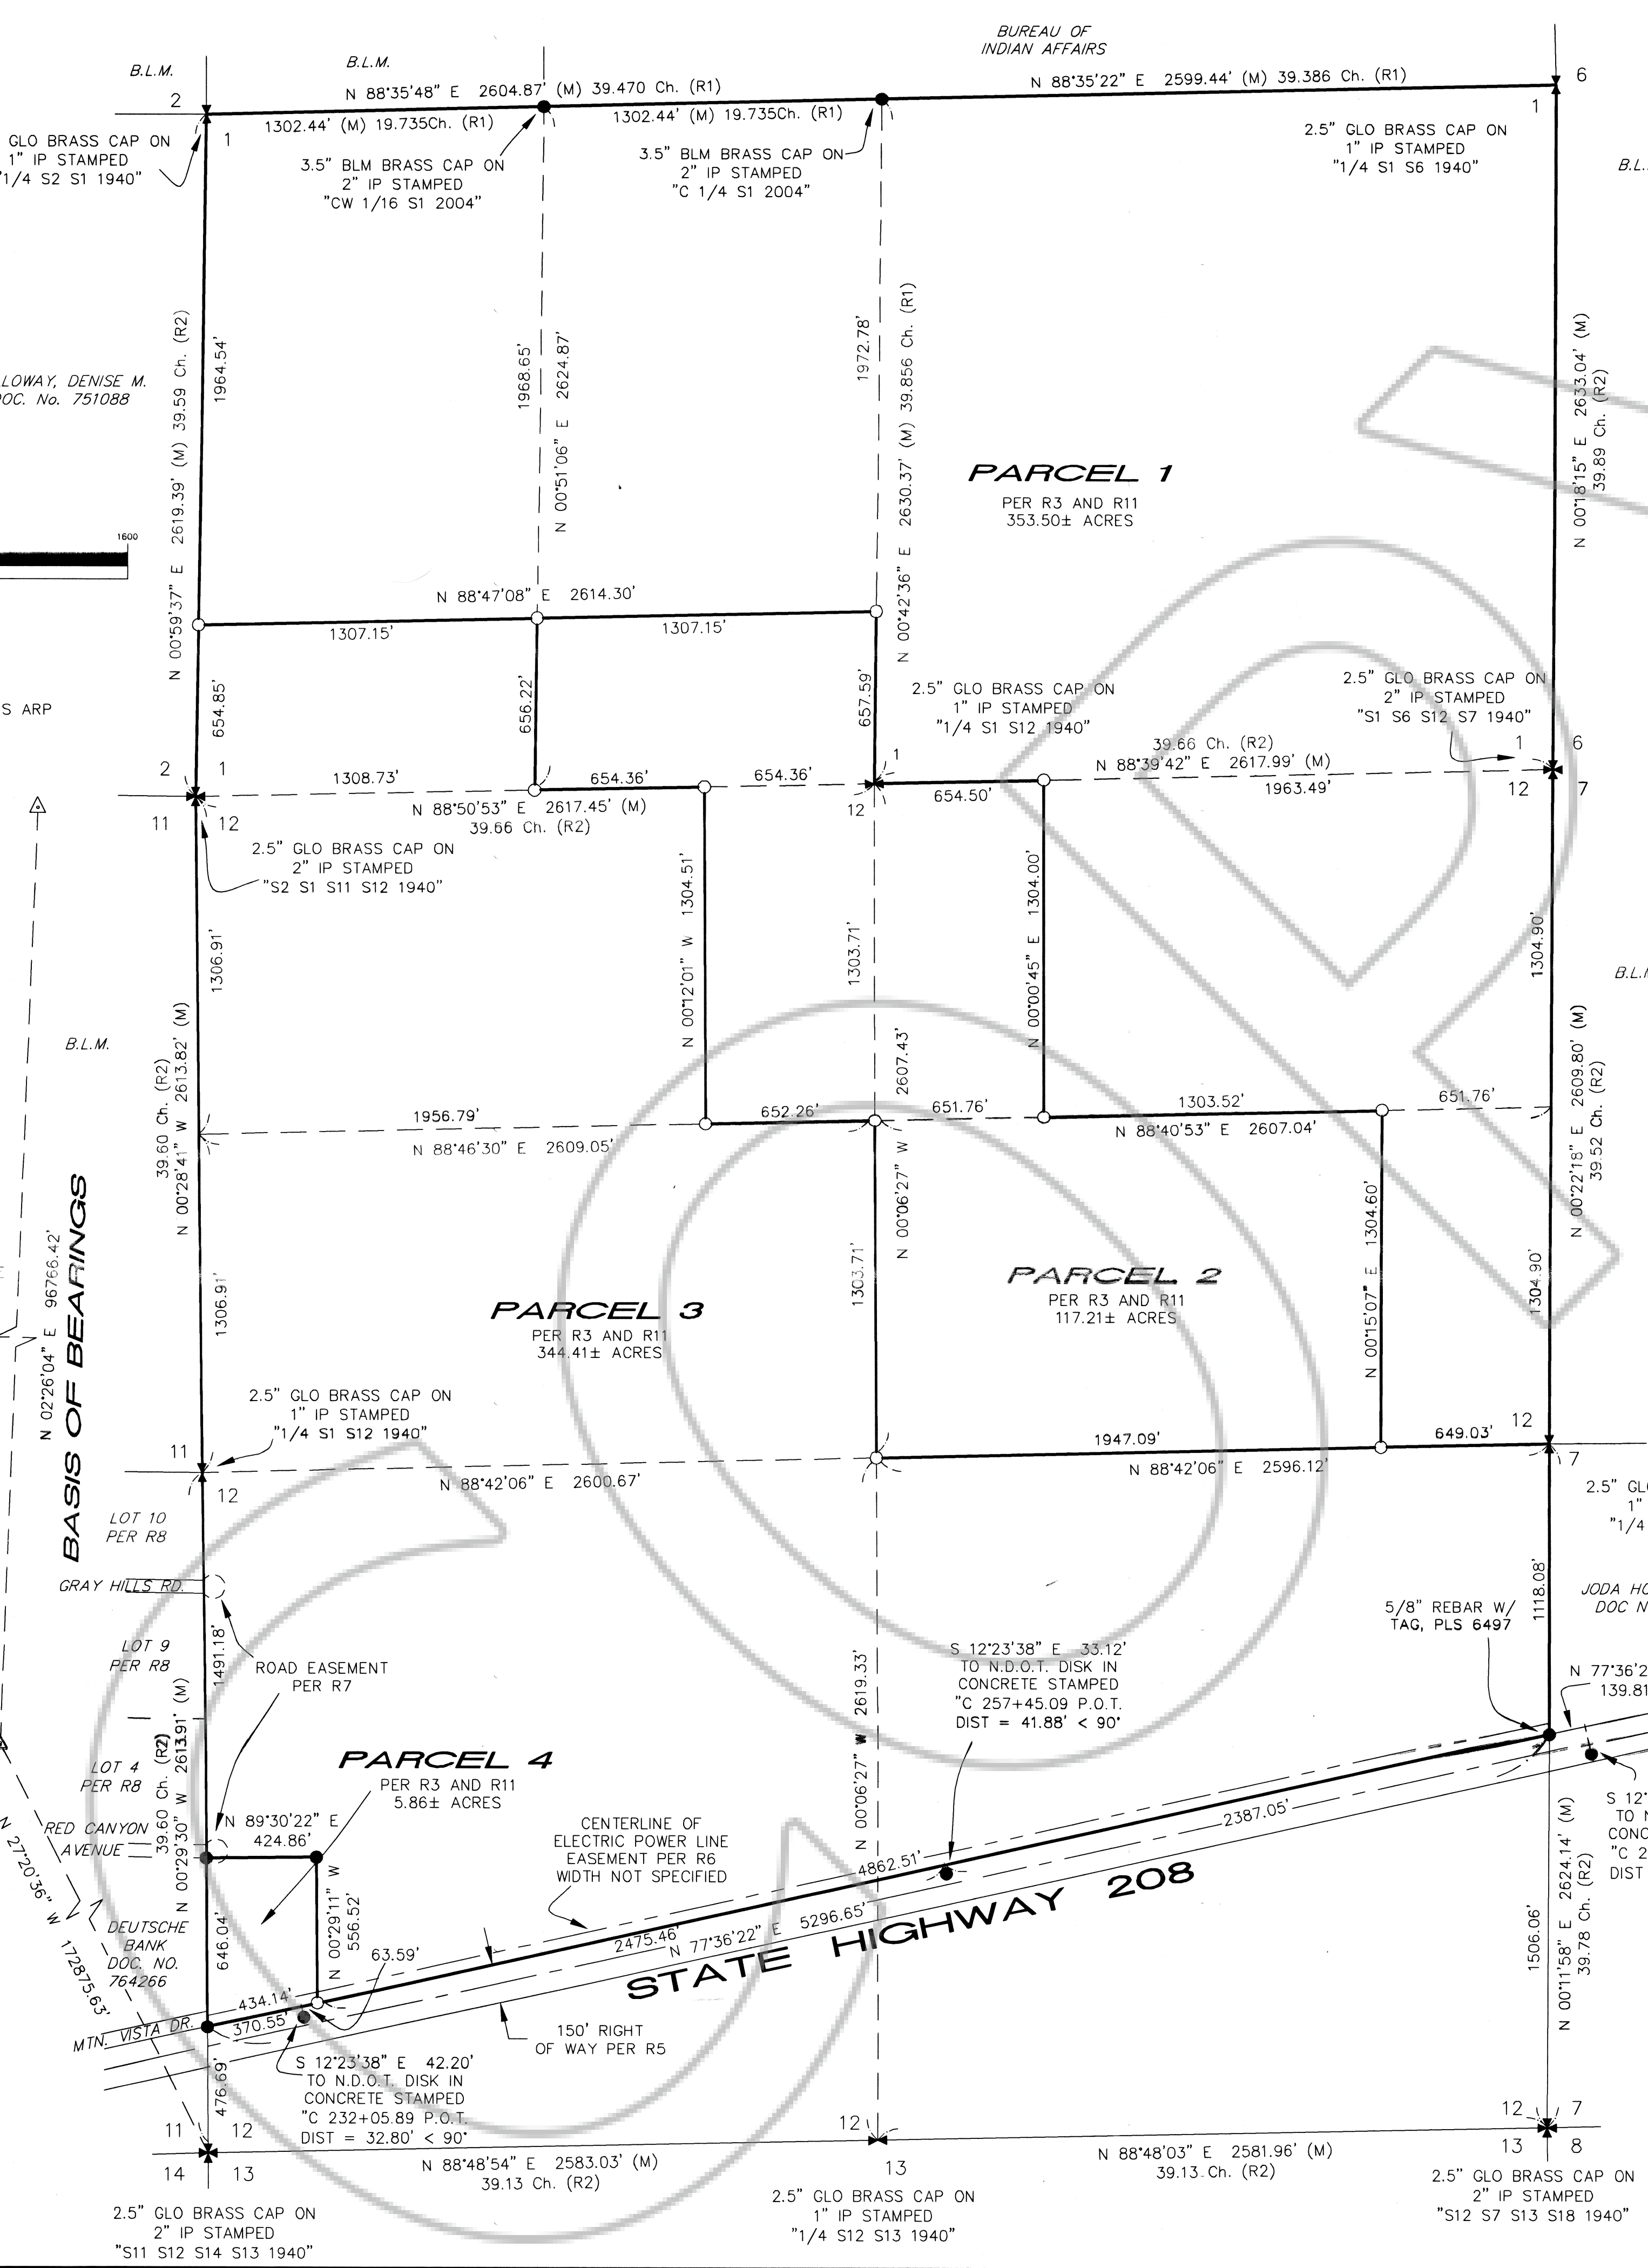 BUREAU OF
INDIAN AFFAIRS
B.L.M.
B.L.M.
N 88°35'48" E 2604.87' (M) 39.470 Ch. (R1)
N 88°35'22" E 2599.44' (M) 39.386 Ch. (R1)
6
2
1302.44' (M) 19.735Ch. (R1)
1302.44' (M) 19.735Ch. (R1)
1
1
GLO BRASS CAP ON
1" IP STAMPED
"1/4 S2 S1 1940"
3.5" BLM BRASS CAP ON
2" IP STAMPED
"CW 1/16 S1 2004"
3.5" BLM BRASS CAP ON
2" IP STAMPED
"C 1/4 S1 2004"
2.5" GLO BRASS CAP ON
1" IP STAMPED
"1/4 S1 S6 1940"
B.L.
N 00°59'37" E 2619.39' (M) 39.59 Ch. (R2)
1964.54'
1968.65'
N 00°51'06" E 2624.87'
1972.78'
N 00°42'36" E 2630.37' (M) 39.856 Ch. (R1)
N 00°18'15" E 2633.04' (M)
39.89 Ch. (R2)
LOWAY, DENISE M.
DOC. No. 751088
PARCEL 1
PER R3 AND R11
353.50± ACRES
1600
N 88°47'08" E 2614.30'
1307.15'
1307.15'
654.85'
656.22'
657.59'
S ARP
2.5" GLO BRASS CAP ON
1" IP STAMPED
"1/4 S1 S12 1940"
2.5" GLO BRASS CAP ON
2" IP STAMPED
"S1 S6 S12 S7 1940"
39.66 Ch. (R2)
N 88°39'42" E 2617.99' (M)
1
6
2
1
1
1308.73'
654.36'
654.36'
654.50'
1963.49'
12
7
N 88°50'53" E 2617.45' (M)
39.66 Ch. (R2)
12
11
12
2.5" GLO BRASS CAP ON
2" IP STAMPED
"S2 S1 S11 S12 1940"
1306.91'
N 00°12'01" W 1304.51'
1303.71'
N 00°00'45" E 1304.00'
1304.90'
B.L.M
B.L.M.
39.60 Ch. (R2)
N 00°28'41" W 2613.82' (M)
N 00°06'27" W 2607.43'
N 00°22'18" E 2609.80' (M)
39.52 Ch. (R2)
1956.79'
652.26'
651.76'
1303.52'
651.76'
N 88°46'30" E 2609.05'
N 88°40'53" E 2607.04'
N 02°26'04" E 96766.42'
BASIS OF BEARINGS
1306.91'
1303.71'
N 00°15'07" E 1304.60'
1304.90'
PARCEL 2
PER R3 AND R11
117.21± ACRES
PARCEL 3
PER R3 AND R11
344.41± ACRES
2.5" GLO BRASS CAP ON
1" IP STAMPED
"1/4 S1 S12 1940"
11
12
N 88°42'06" E 2600.67'
1947.09'
649.03'
12
7
N 88°42'06" E 2596.12'
LOT 10
PER R8
2.5" GL
1"
"1/4
GRAY HILLS RD.
1491.18'
1118.08'
JODA HO
DOC N
5/8" REBAR W/
TAG, PLS 6497
LOT 9
PER R8
ROAD EASEMENT
PER R7
S 12°23'38" E 33.12'
TO N.D.O.T. DISK IN
CONCRETE STAMPED
"C 257+45.09 P.O.T.
DIST = 41.88' < 90°
N 77°36'2
139.81
N 00°06'27" W 2619.33'
39.60 Ch. (R2)
N 00°29'30" W 2613.91' (M)
LOT 4
PER R8
PARCEL 4
PER R3 AND R11
5.86± ACRES
RED CANYON
AVENUE
N 89°30'22" E
424.86'
CENTERLINE OF
ELECTRIC POWER LINE
EASEMENT PER R6
WIDTH NOT SPECIFIED
4862.51'
2387.05'
S 12°
TO N
CONC
"C 2
DIST
N 27°20'36" W 172875.63'
DEUTSCHE
BANK
DOC. NO.
764266
646.04'
N 00°29'11" W
556.52'
63.59'
2475.46'
N 77°36'22" E 5296.65'
STATE HIGHWAY 208
1506.06'
N 00°11'58" E 2624.14' (M)
39.78 Ch. (R2)
434.14'
370.55'
MTN. VISTA DR.
150' RIGHT
OF WAY PER R5
476.69'
S 12°23'38" E 42.20'
TO N.D.O.T. DISK IN
CONCRETE STAMPED
"C 232+05.89 P.O.T.
DIST = 32.80' < 90°
11
12
12
12
7
14
13
13
13
8
N 88°48'54" E 2583.03' (M)
39.13 Ch. (R2)
N 88°48'03" E 2581.96' (M)
39.13 Ch. (R2)
2.5" GLO BRASS CAP ON
2" IP STAMPED
"S11 S12 S14 S13 1940"
2.5" GLO BRASS CAP ON
1" IP STAMPED
"1/4 S12 S13 1940"
2.5" GLO BRASS CAP ON
2" IP STAMPED
"S12 S7 S13 S18 1940"